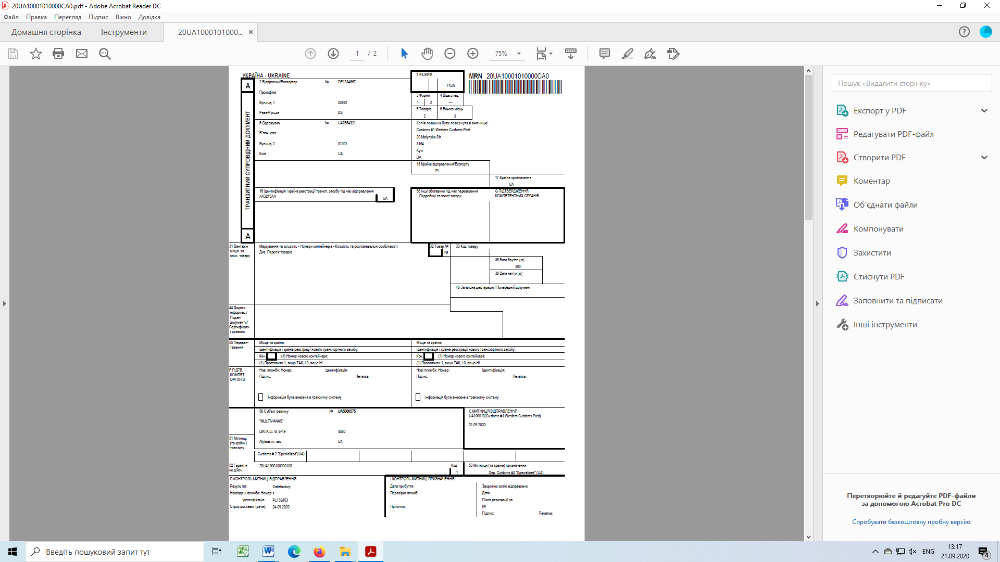 20UA10001010000CA0.pdf - Adobe Acrobat Reader DC
Файл Правка Перегляд Підпис Вікно Довідка
Домашня сторінка Інструменти 20UA1000101000... ×
1 / 2 75%
УКРАЇНА - UKRAINE
1 РЕЖИМ
T1UA
MRN 20UA10001010000CA0
A
ТРАНЗИТНИЙ СУПРОВІДНИЙ ДОКУМЕНТ
A
2 Відправник/Експортер № DE1234567
Прокоф'єв
Вулиця, 1 03562
Рава-Руська DE
3 Форми 4 Відв.спец.
1 2 ---
5 Товарів 6 Всього місць
3 3
8 Одержувач № UA7654321
В'яльцева
Вулиця, 2 01001
Київ UA
Копія повинна бути повернута в митницю:
Customs #1 Western Customs Post
20 Malynska Str.
3164
Kyiv
UA
15 Країна відправлення/Експорту
PL
17 Країна призначення
UA
18 Ідентифікація і країна реєстрації трансп. засобу під час відправлення
AA3245AA UA
56 Інші обставини під час перевезення
Подробиці та вжиті заходи
G ПІДТВЕРДЖЕННЯ
КОМПЕТЕНТНИХ ОРГАНІВ
31 Вантажні
місця та
опис товару
Маркування та кількість - Номери контейнерів - Кількість та розпізнавальні особливості
Див. Перелік товарів
32 Товар №
№
33 Код товару
35 Вага брутто (кг)
300
38 Вага нетто (кг)
40 Загальна декларація / Попередній документ
44 Додатк.
інформац./
Подані
документи/
Сертифікати
і дозволи
55 Переван-
таження
Місце та країна: Місце та країна:
Ідентифікація і країна реєстрації нового транспортного засобу: Ідентифікація і країна реєстрації нового транспортного засобу:
Кон. (1) Номер нового контейнера: Кон. (1) Номер нового контейнера:
(1) Проставити 1, якщо ТАК, і 0, якщо НІ (1) Проставити 1, якщо ТАК, і 0, якщо НІ
F ПІДТВ.
КОМПЕТ.
ОРГАНІВ
Нові пломби: Номер: Ідентифікація: Нові пломби: Номер: Ідентифікація:
Підпис: Печатка: Підпис: Печатка:
Інформація була внесена в транзитну систему Інформація була внесена в транзитну систему
50 Суб'єкт режиму № UA5000575
"MULTIVANAS"
LIKI.K.LI. G. 8-19 4580
Alytaus m. sav. UA
C МИТНИЦЯ ВІДПРАВЛЕННЯ
UA100010(Customs #1 Western Customs Post)
21.09.2020
51 Митниці
(та країни)
транзиту
Customs # 2 "Specialized"(UA)
52 Гарантія
не дійсн.
20UA1000100000103 Код
1
53 Митниця (та країна) призначення
Dep. Customs #3 "Specialized" (UA)
D КОНТРОЛЬ МИТНИЦІ ВІДПРАВЛЕННЯ
Результат: Satisfactory
Накладені пломби: Номер: 1
Ідентифікація: PL132453
Строк доставки (дата): 24.09.2020
I КОНТРОЛЬ МИТНИЦІ ПРИЗНАЧЕННЯ
Дата прибуття:
Перевірка пломб:
Примітки:
Зворотню копію відправлено
Дата
Після реєстрації за
№
Підпис: Печатка:
Пошук «Видалити сторінку»
Експорт у PDF
Редагувати PDF-файл
Створити PDF
Коментар
Об'єднати файли
Компонувати
Захистити
Стиснути PDF
Заповнити та підписати
Інші інструменти
Перетворюйте й редагуйте PDF-файли
за допомогою Acrobat Pro DC
Спробувати безкоштовну пробну версію
Введіть пошуковий запит тут
ENG
13:17
21.09.2020
4